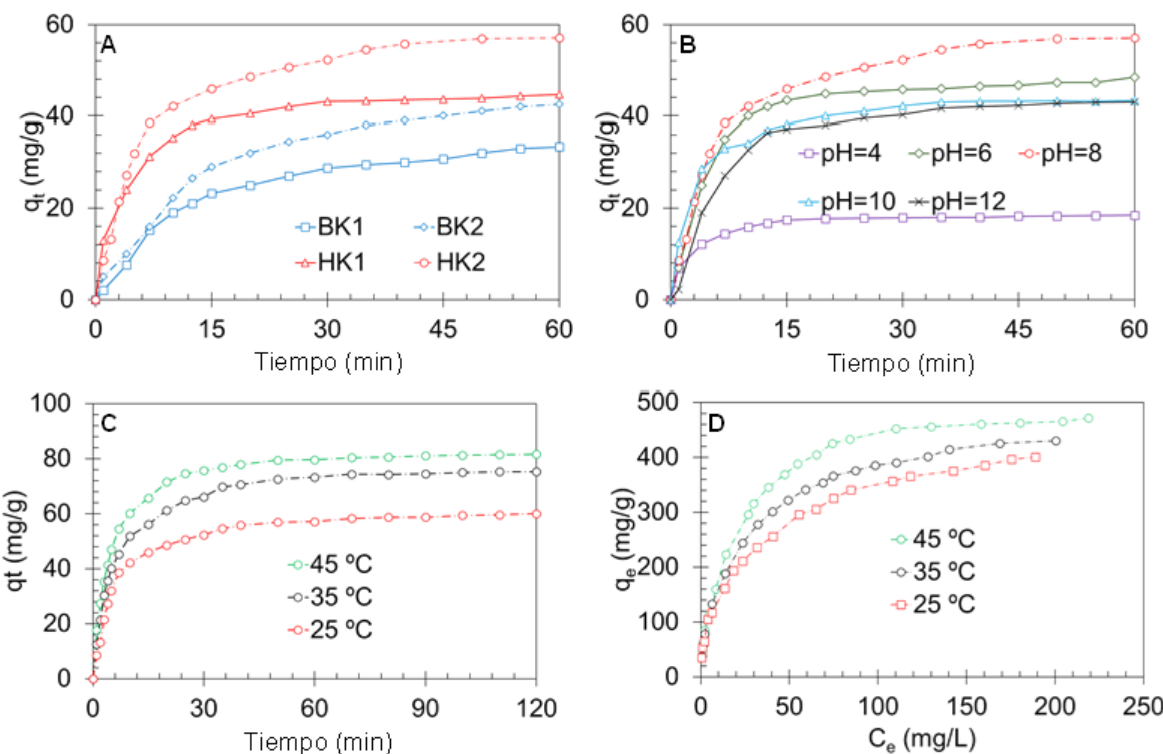 A
q_t (mg/g)
60
40
20
0
BK1
BK2
HK1
HK2
0
15
30
45
60
Tiempo (min)
B
q_t (mg/g)
60
40
20
0
pH=4
pH=6
pH=8
pH=10
pH=12
0
15
30
45
60
Tiempo (min)
C
qt (mg/g)
100
80
60
40
20
0
45 ºC
35 ºC
25 ºC
0
30
60
90
120
Tiempo (min)
D
q_e (mg/g)
500
400
300
200
100
0
45 ºC
35 ºC
25 ºC
0
50
100
150
200
250
C_e (mg/L)